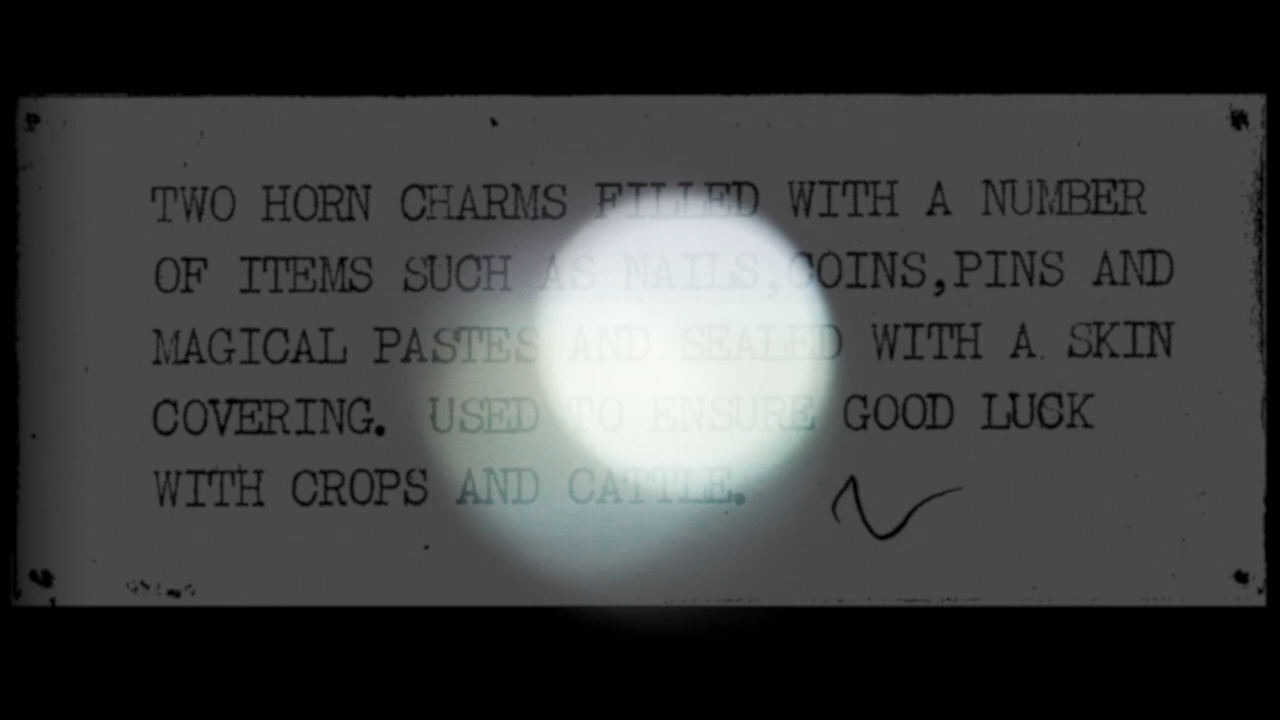 TWO HORN CHARMS FILLED WITH A NUMBER
OF ITEMS SUCH AS NAILS,COINS,PINS AND
MAGICAL PASTES AND SEALED WITH A SKIN
COVERING. USED TO ENSURE GOOD LUCK
WITH CROPS AND CATTLE.